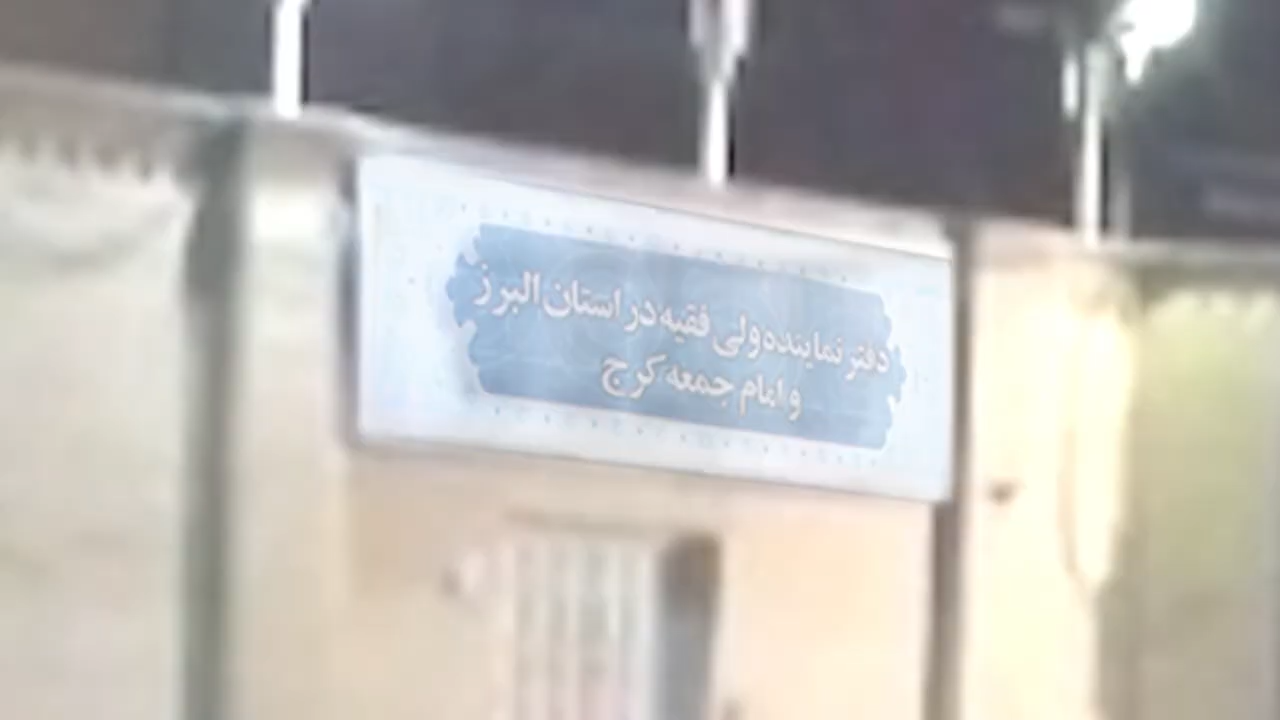 دفتر نماینده ولی فقیه در استان البرز
و امام جمعه کرج